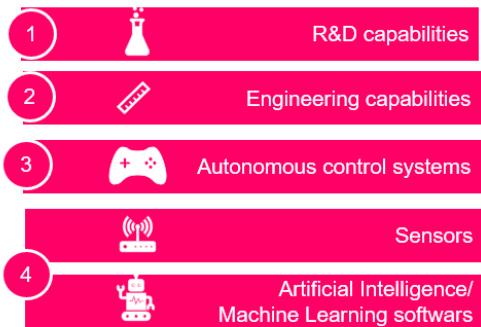 1 R&D capabilities
2 Engineering capabilities
3 Autonomous control systems
Sensors
4
Artificial Intelligence/
Machine Learning softwars